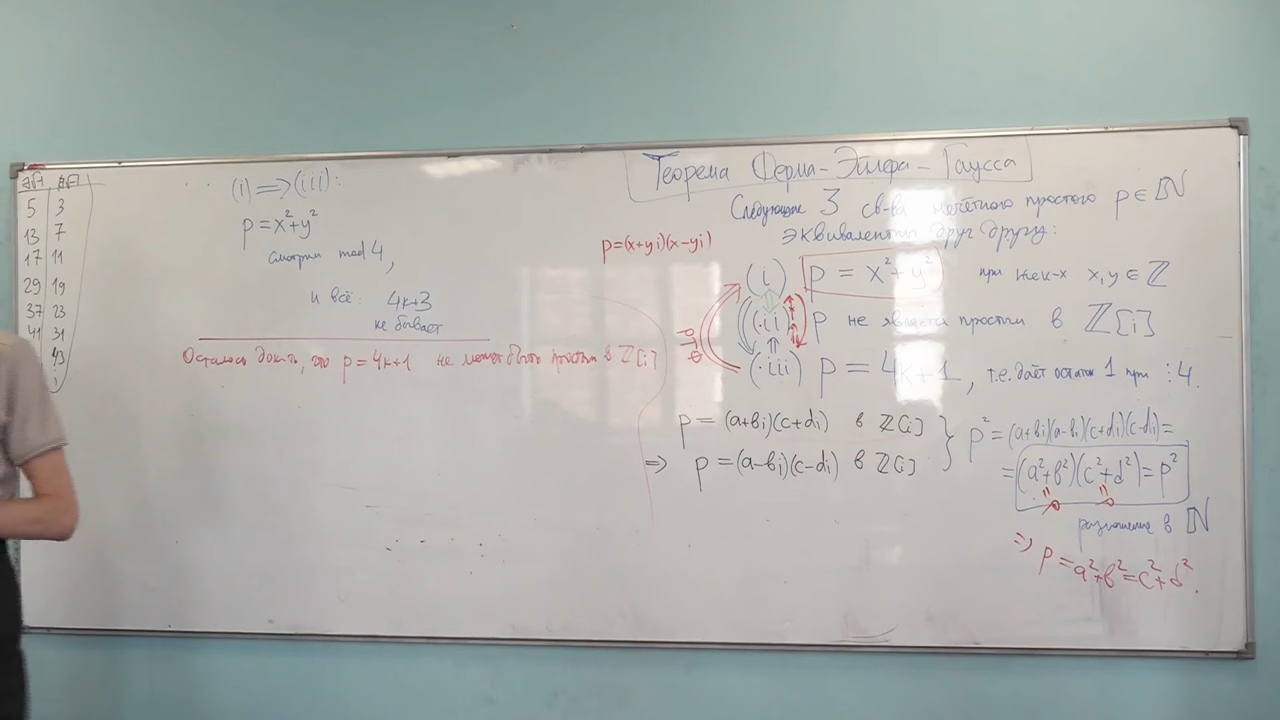 5 3
13 7
17 11
29 19
37 23
41 31
43
(i) ⟹ (iii):
p = x² + y²
смотрим mod 4,
и всё: 4k+3
не бывает
Осталось док-ть, что p = 4k+1 не может быть простым в ℤ[i]
Теорема Ферма-Эйлера-Гаусса
Следующие 3 св-ва нечётного простого p ∈ ℕ
эквивалентны друг другу:
p=(x+yi)(x-yi)
(i) p = x² + y² при нек-х x, y ∈ ℤ
(ii) p не является простым в ℤ[i]
(iii) p = 4k+1, т.е. даёт остаток 1 при ⋮ 4.
p = (a+bi)(c+di) в ℤ[i]
⟹ p = (a-bi)(c-di) в ℤ[i]
} p² = (a+bi)(a-bi)(c+di)(c-di) =
= (a²+b²)(c²+d²) = p²
p p
разложение в ℕ
⟹ p = a²+b² = c²+d².